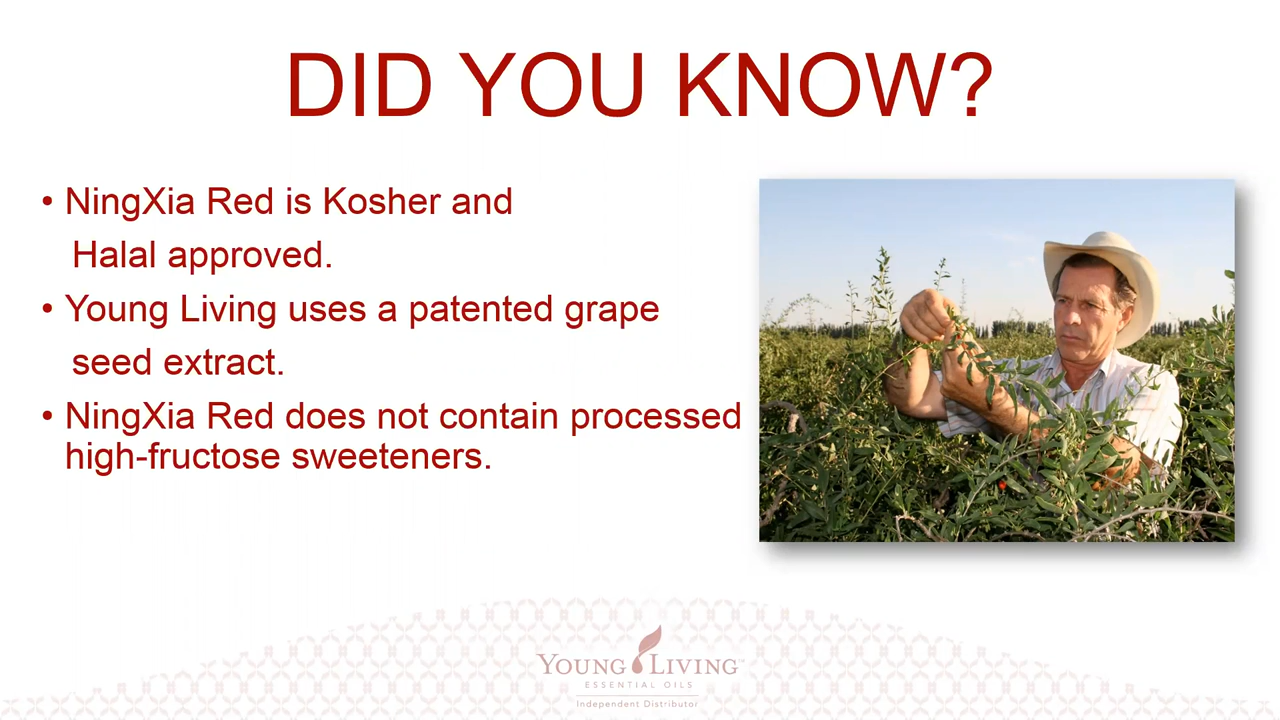 DID YOU KNOW?
• NingXia Red is Kosher and
Halal approved.
• Young Living uses a patented grape
seed extract.
• NingXia Red does not contain processed
high-fructose sweeteners.
YOUNG LIVING
ESSENTIAL OILS
Independent Distributor